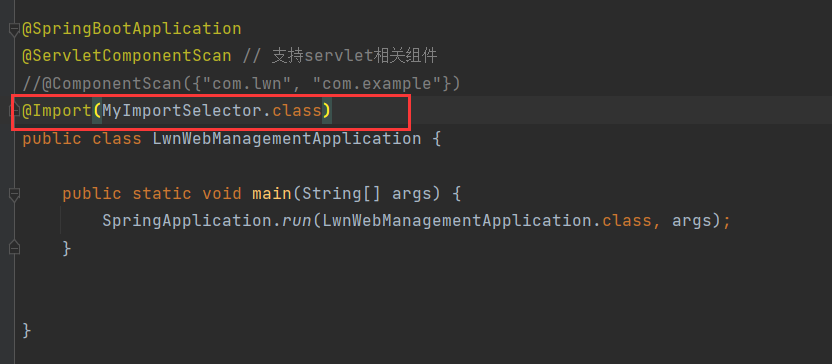 @SpringBootApplication
@ServletComponentScan // 支持servlet相关组件
//@ComponentScan({"com.lwn", "com.example"})
@Import(MyImportSelector.class)
public class LwnWebManagementApplication {
public static void main(String[] args) {
SpringApplication.run(LwnWebManagementApplication.class, args);
}
}